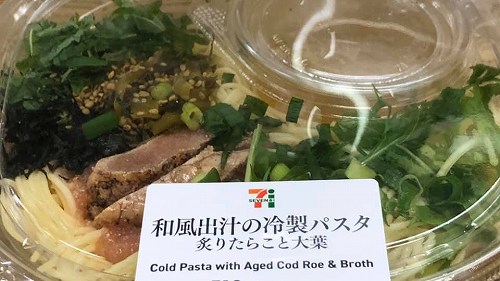 7i
SEVEN&i
和風出汁の冷製パスタ
炙りたらこと大葉
Cold Pasta with Aged Cod Roe & Broth